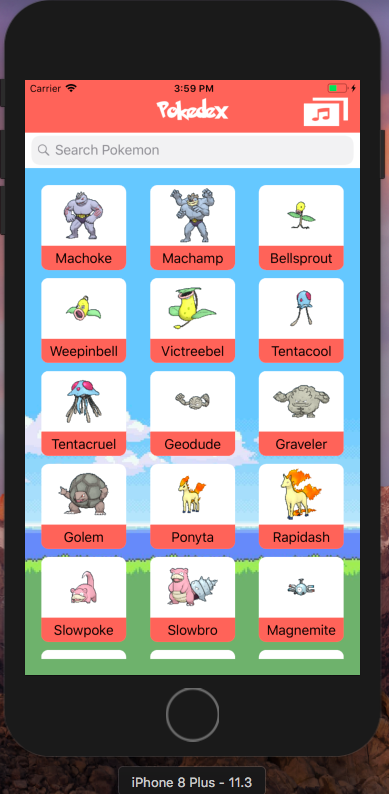 Carrier 3:59 PM
Pokedex
Search Pokemon
Machoke Machamp Bellsprout
Weepinbell Victreebel Tentacool
Tentacruel Geodude Graveler
Golem Ponyta Rapidash
Slowpoke Slowbro Magnemite
iPhone 8 Plus - 11.3